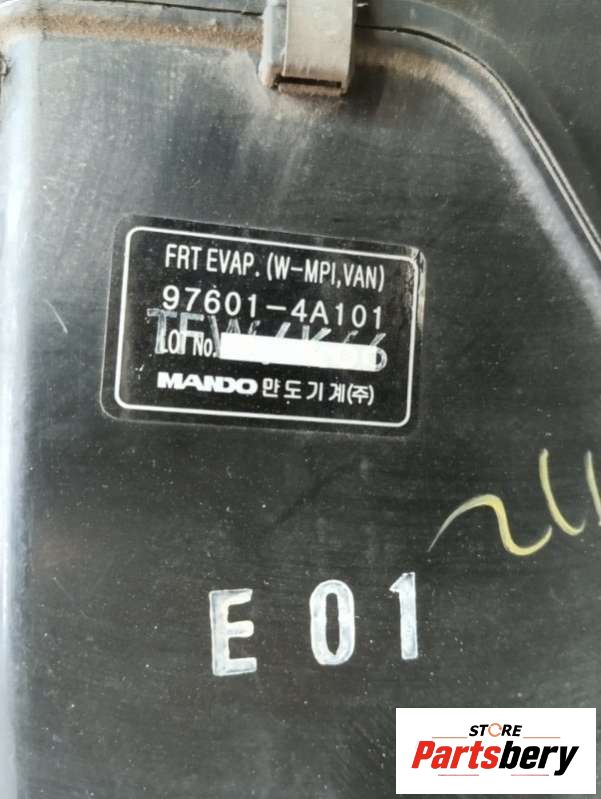 FRT EVAP. (W-MPI,VAN)
97601-4A101
LOT No.
MANDO 만도기계(주)
E 01
STORE
Partsbery